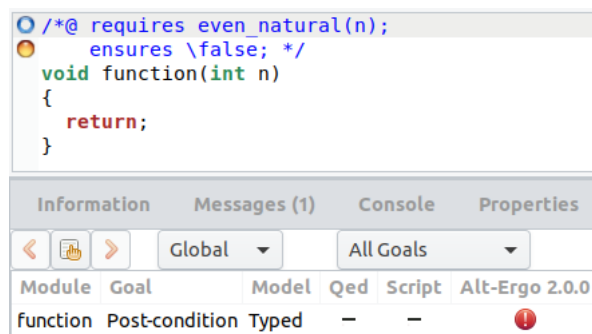 /*@ requires even_natural(n);
ensures \false; */
void function(int n)
{
return;
}
Information Messages (1) Console Properties
Global All Goals
Module Goal Model Qed Script Alt-Ergo 2.0.0
function Post-condition Typed — —